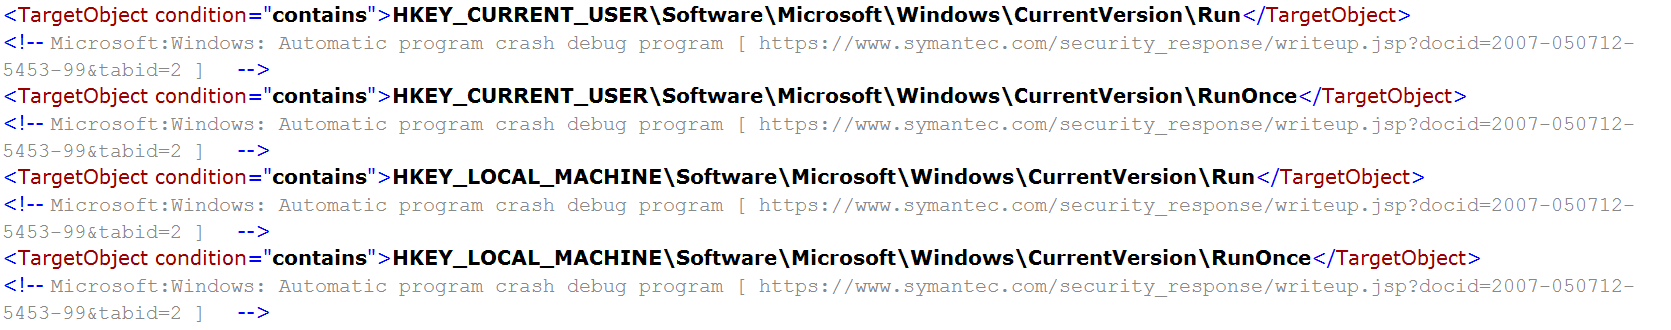 <TargetObject condition="contains">HKEY_CURRENT_USER\Software\Microsoft\Windows\CurrentVersion\Run</TargetObject>
<!-- Microsoft:Windows: Automatic program crash debug program [ https://www.symantec.com/security_response/writeup.jsp?docid=2007-050712-
5453-99&tabid=2 ] -->
<TargetObject condition="contains">HKEY_CURRENT_USER\Software\Microsoft\Windows\CurrentVersion\RunOnce</TargetObject>
<!-- Microsoft:Windows: Automatic program crash debug program [ https://www.symantec.com/security_response/writeup.jsp?docid=2007-050712-
5453-99&tabid=2 ] -->
<TargetObject condition="contains">HKEY_LOCAL_MACHINE\Software\Microsoft\Windows\CurrentVersion\Run</TargetObject>
<!-- Microsoft:Windows: Automatic program crash debug program [ https://www.symantec.com/security_response/writeup.jsp?docid=2007-050712-
5453-99&tabid=2 ] -->
<TargetObject condition="contains">HKEY_LOCAL_MACHINE\Software\Microsoft\Windows\CurrentVersion\RunOnce</TargetObject>
<!-- Microsoft:Windows: Automatic program crash debug program [ https://www.symantec.com/security_response/writeup.jsp?docid=2007-050712-
5453-99&tabid=2 ] -->